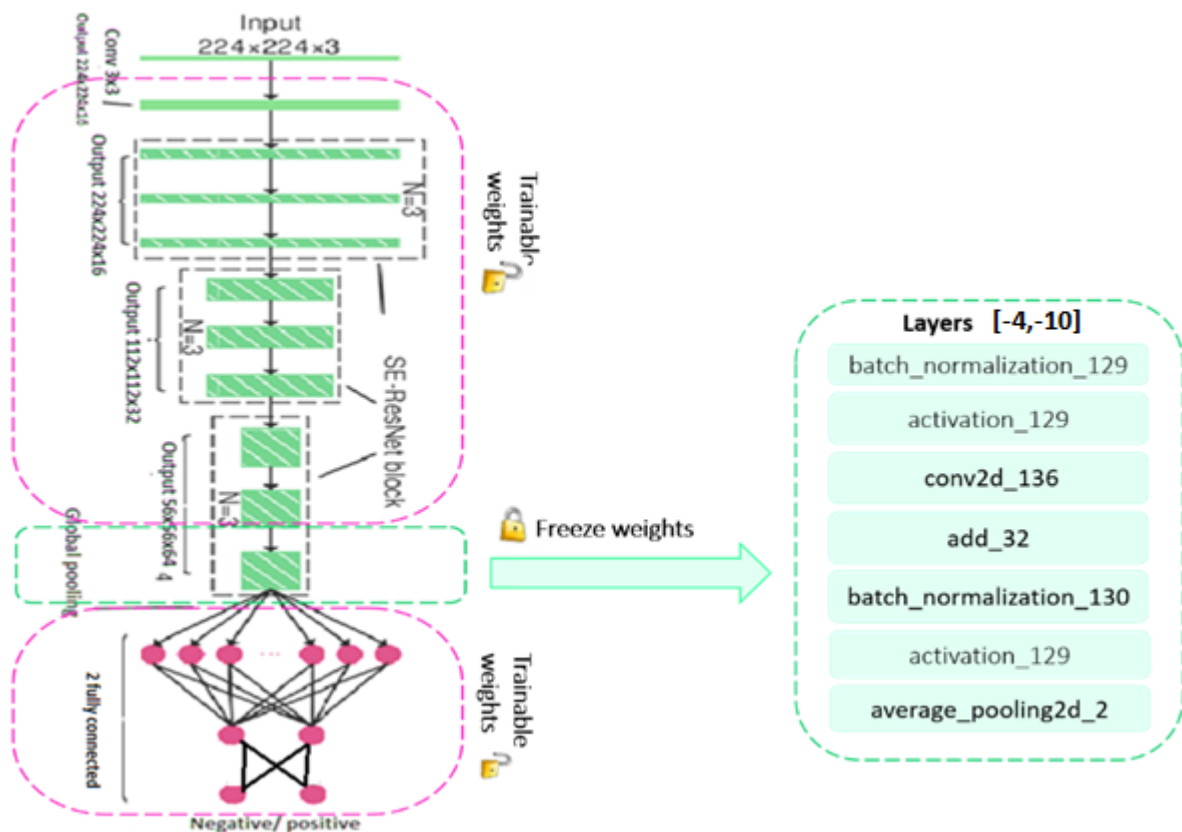 Input
224×224×3
Conv 3x3 /
Output 224x224x16
Output 224x224x16
N=3
Trainable
weights
Output 112x112x32
N=3
SE-ResNet block
Output 56x56x64
4
N=3
Global pooling
Freeze weights
2 fully connected
Trainable
weights
Negative/ positive
Layers [-4,-10]
batch_normalization_129
activation_129
conv2d_136
add_32
batch_normalization_130
activation_129
average_pooling2d_2